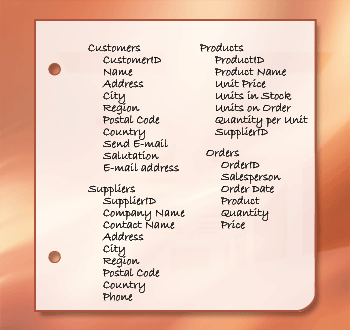 Customers
CustomerID
Name
Address
City
Region
Postal Code
Country
Send E-mail
Salutation
E-mail address
Suppliers
SupplierID
Company Name
Contact Name
Address
City
Region
Postal Code
Country
Phone
Products
ProductID
Product Name
Unit Price
Units in Stock
Units on Order
Quantity per Unit
SupplierID
Orders
OrderID
Salesperson
Order Date
Product
Quantity
Price